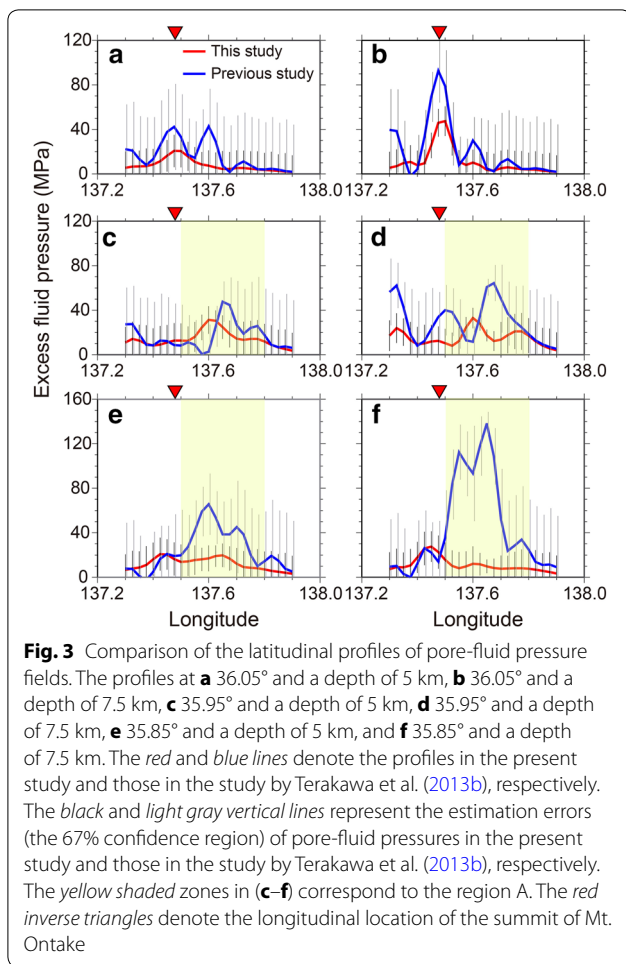 a
This study
Previous study
b
120
80
40
0
137.2
137.6
138.0
137.2
137.6
138.0
Excess fluid pressure (MPa)
c
d
120
80
40
0
137.2
137.6
138.0
137.2
137.6
138.0
e
f
160
120
80
40
0
137.2
137.6
138.0
137.2
137.6
138.0
Longitude
Longitude
Fig. 3 Comparison of the latitudinal profiles of pore-fluid pressure
fields. The profiles at a 36.05° and a depth of 5 km, b 36.05° and a
depth of 7.5 km, c 35.95° and a depth of 5 km, d 35.95° and a depth
of 7.5 km, e 35.85° and a depth of 5 km, and f 35.85° and a depth
of 7.5 km. The red and blue lines denote the profiles in the present
study and those in the study by Terakawa et al. (2013b), respectively.
The black and light gray vertical lines represent the estimation errors
(the 67% confidence region) of pore-fluid pressures in the present
study and those in the study by Terakawa et al. (2013b), respectively.
The yellow shaded zones in (c–f) correspond to the region A. The red
inverse triangles denote the longitudinal location of the summit of Mt.
Ontake